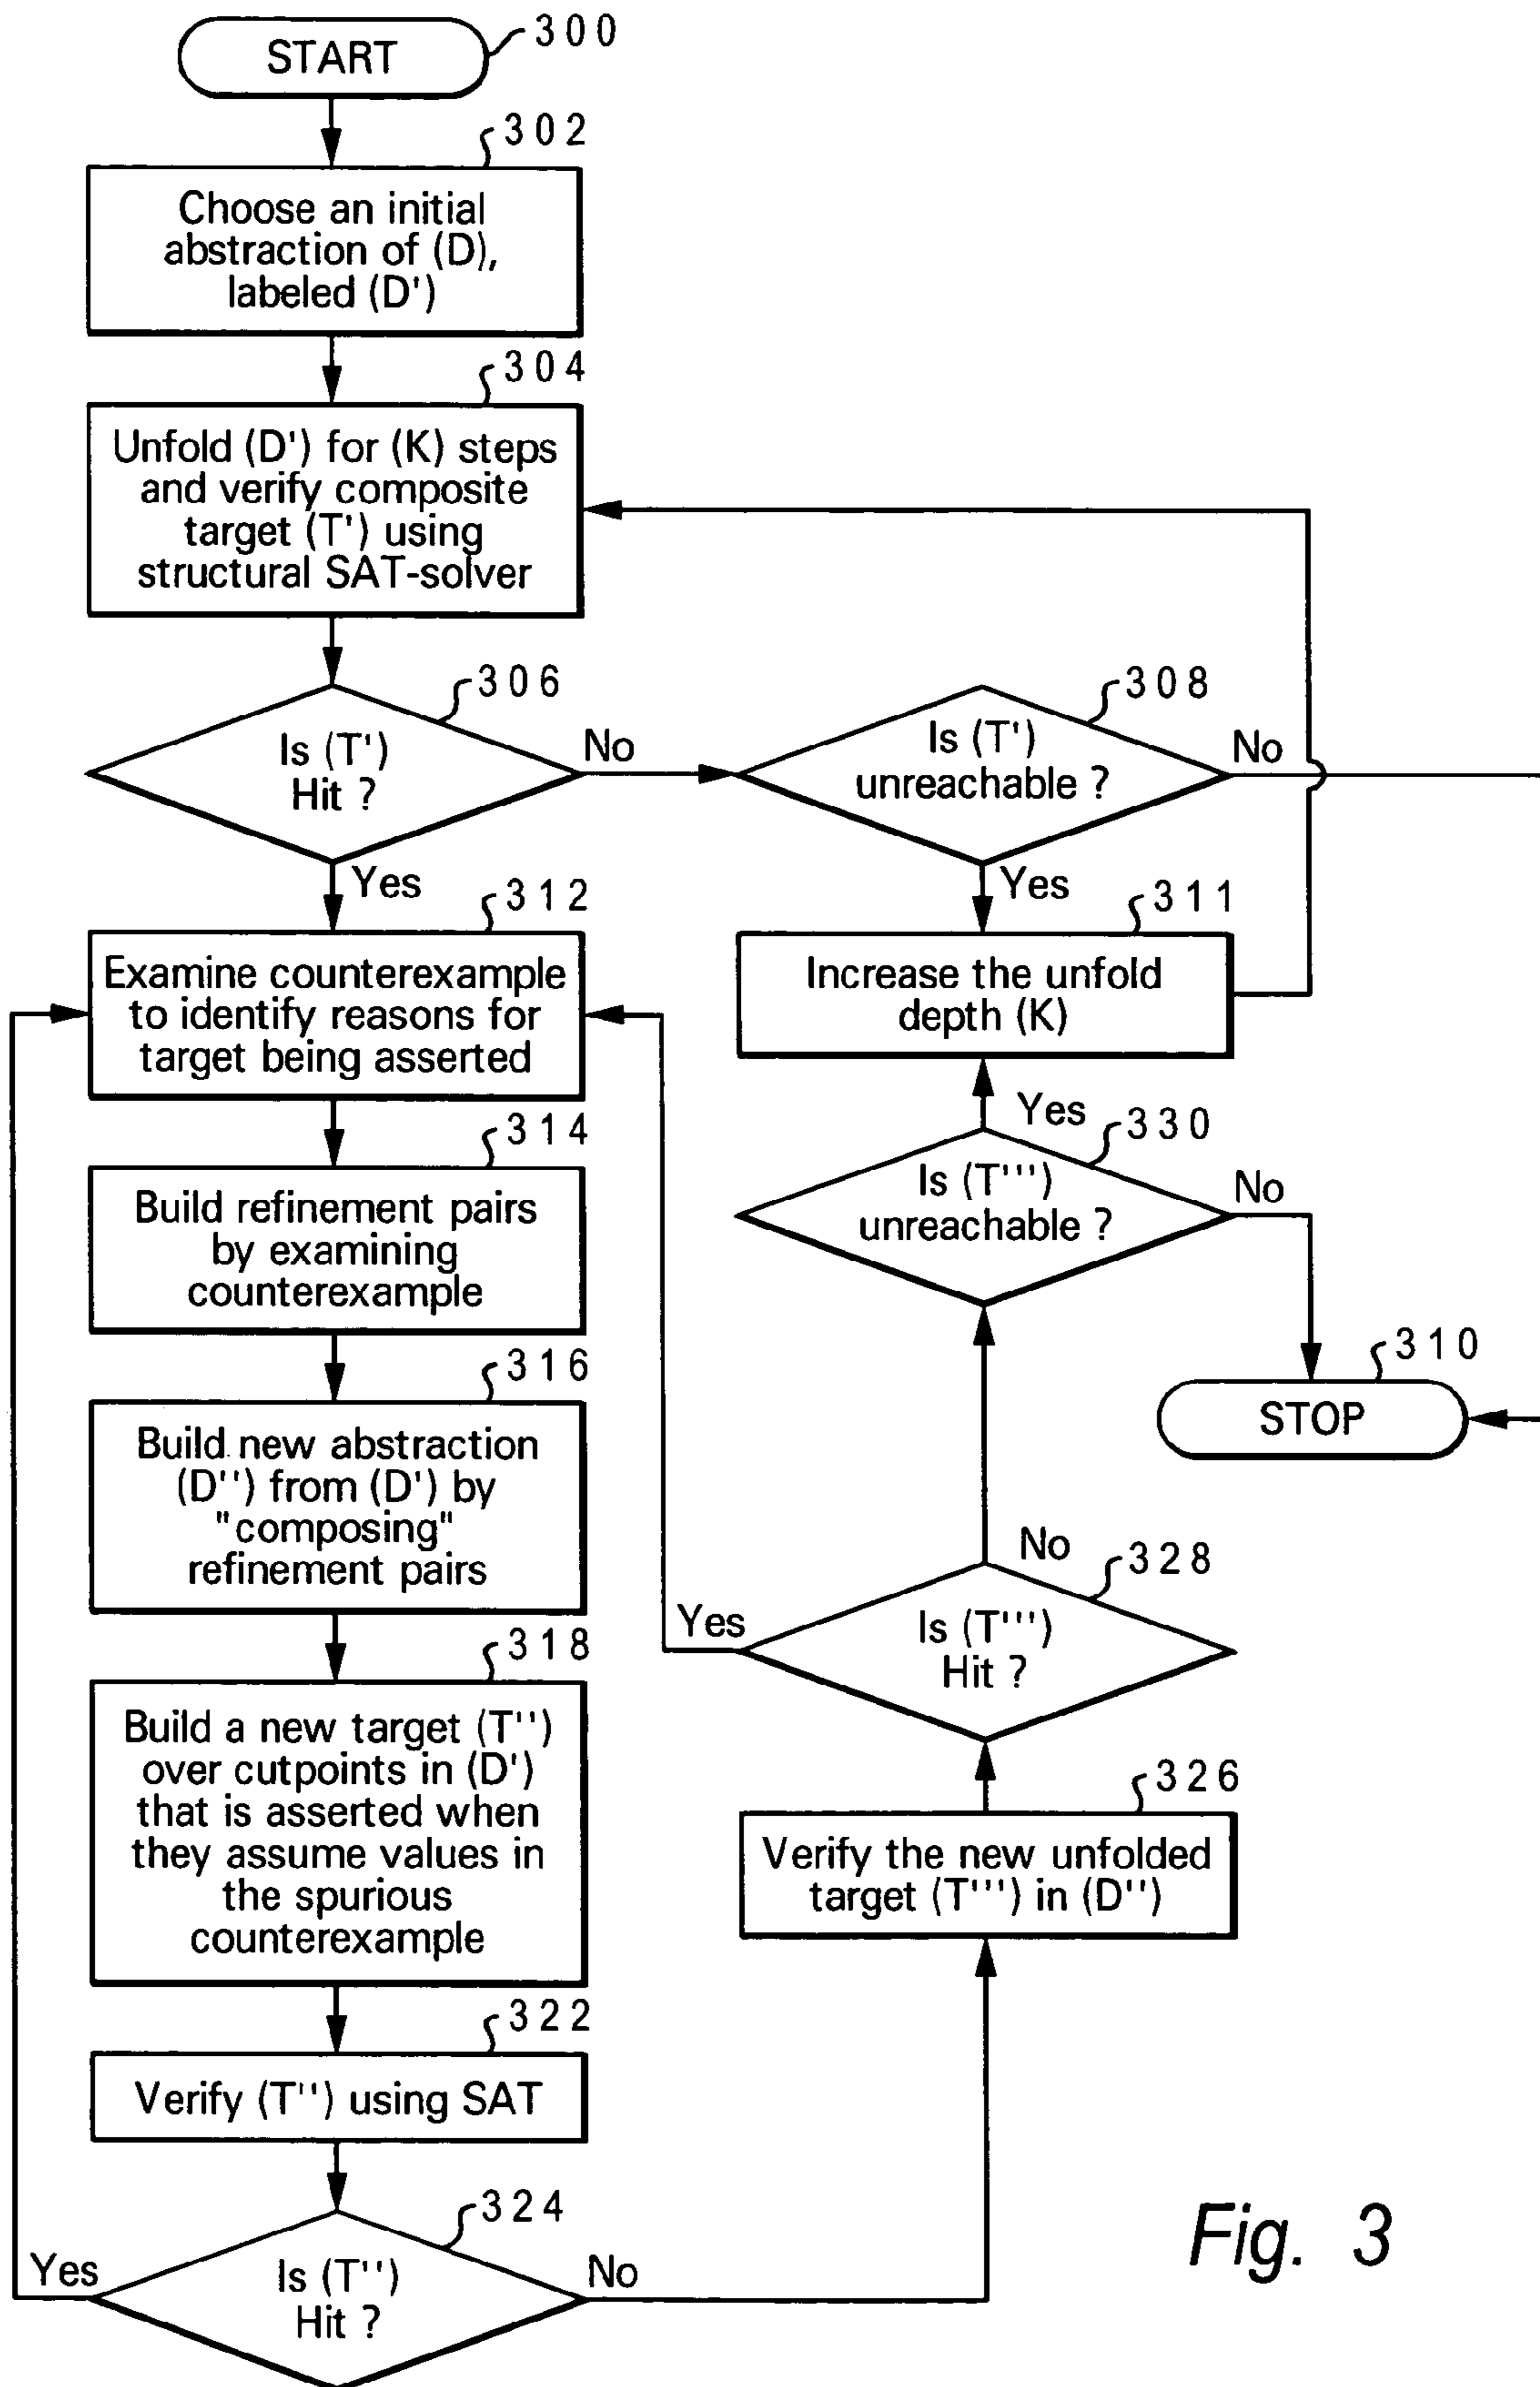 START
300
302
Choose an initial
abstraction of (D),
labeled (D')
304
Unfold (D') for (K) steps
and verify composite
target (T') using
structural SAT-solver
306
Is (T')
Hit ?
No
Yes
308
Is (T')
unreachable ?
No
Yes
311
Increase the unfold
depth (K)
312
Examine counterexample
to identify reasons for
target being asserted
314
Build refinement pairs
by examining
counterexample
Yes
330
Is (T''')
unreachable ?
No
310
STOP
316
Build new abstraction
(D'') from (D') by
"composing"
refinement pairs
No
328
Is (T''')
Hit ?
Yes
318
Build a new target (T'')
over cutpoints in (D')
that is asserted when
they assume values in
the spurious
counterexample
326
Verify the new unfolded
target (T''') in (D'')
322
Verify (T'') using SAT
324
Is (T'')
Hit ?
Yes
No
Fig. 3